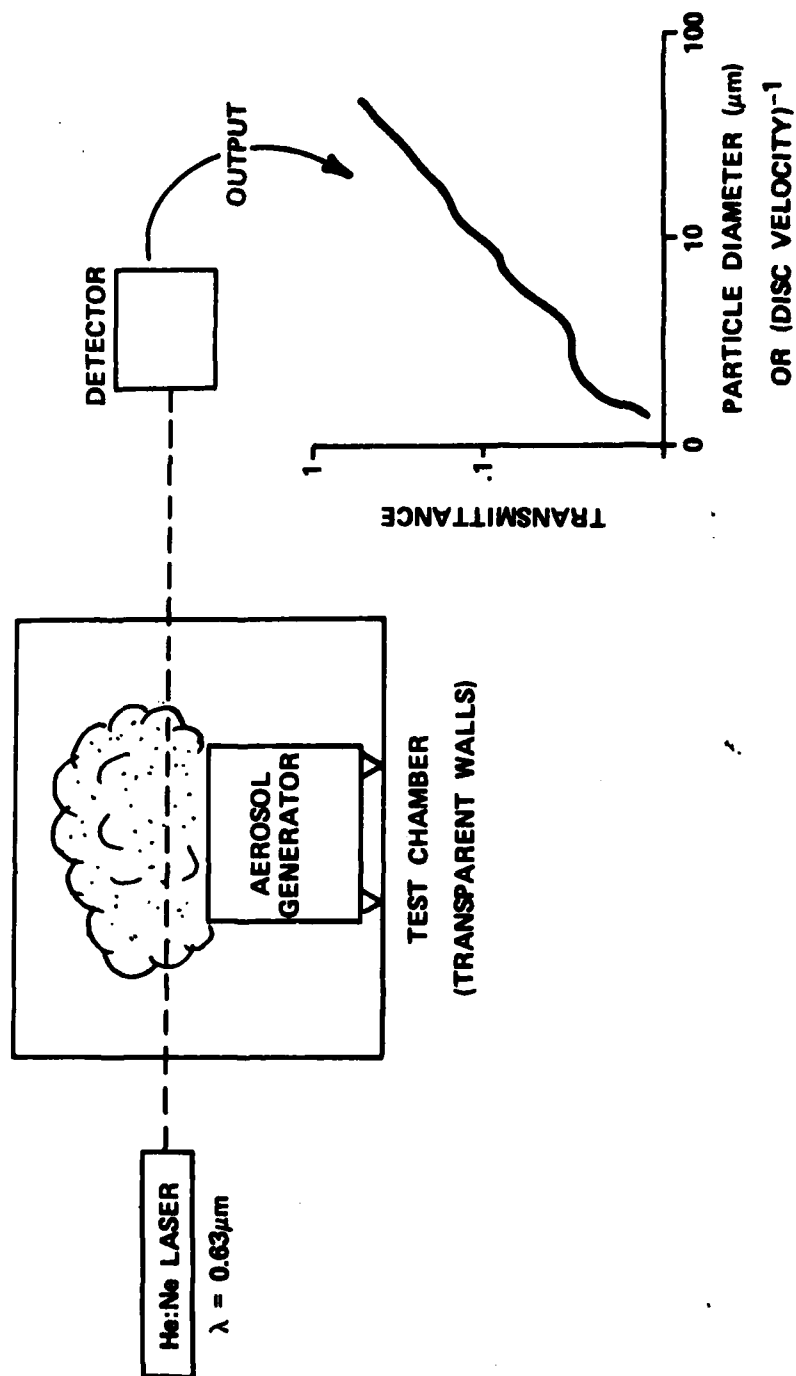 He:Ne LASER
λ = 0.63μm
AEROSOL
GENERATOR
TEST CHAMBER
(TRANSPARENT WALLS)
DETECTOR
OUTPUT
TRANSMITTANCE
1
.1
0
10
100
PARTICLE DIAMETER (μm)
OR (DISC VELOCITY)⁻¹